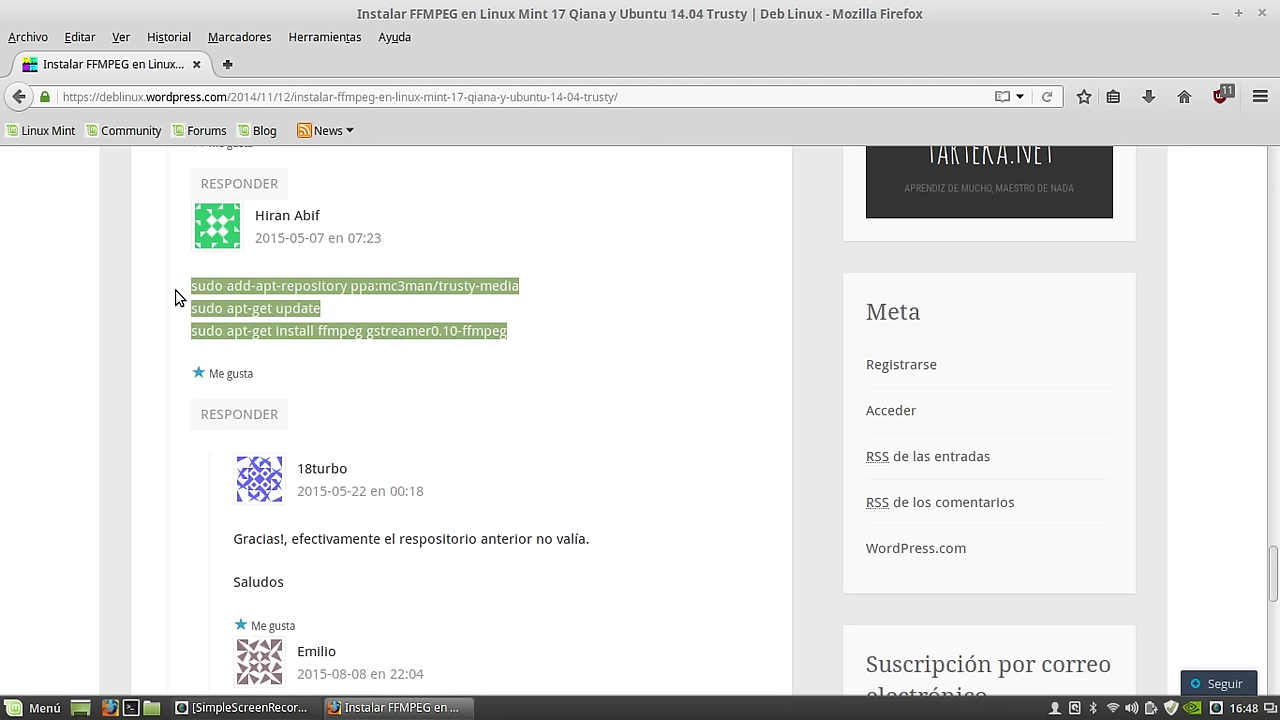 Instalar FFMPEG en Linux Mint 17 Qiana y Ubuntu 14.04 Trusty | Deb Linux - Mozilla Firefox
Archivo Editar Ver Historial Marcadores Herramientas Ayuda
Instalar FFMPEG en Linux...
https://deblinux.wordpress.com/2014/11/12/instalar-ffmpeg-en-linux-mint-17-qiana-y-ubuntu-14-04-trusty/
11
Linux Mint Community Forums Blog News
Me gusta
RESPONDER
Hiran Abif
2015-05-07 en 07:23
sudo add-apt-repository ppa:mc3man/trusty-media
sudo apt-get update
sudo apt-get install ffmpeg gstreamer0.10-ffmpeg
Me gusta
RESPONDER
18turbo
2015-05-22 en 00:18
Gracias!, efectivamente el respositorio anterior no valía.
Saludos
Me gusta
Emilio
2015-08-08 en 22:04
TARTERA.NET
APRENDIZ DE MUCHO, MAESTRO DE NADA
Meta
Registrarse
Acceder
RSS de las entradas
RSS de los comentarios
WordPress.com
Suscripción por correo
electrónico
Seguir
Menú [SimpleScreenRecor... Instalar FFMPEG en ... 16:48